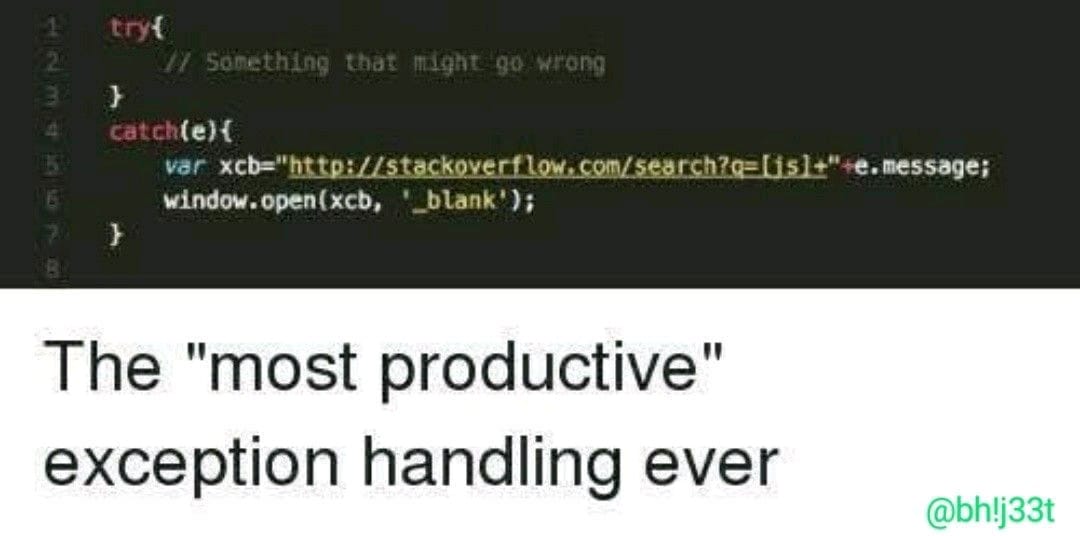 1 try{
2 // Something that might go wrong
3 }
4 catch(e){
5 var xcb="http://stackoverflow.com/search?q=[js]+"+e.message;
6 window.open(xcb, '_blank');
7 }
8
The "most productive"
exception handling ever
@bh!j33t